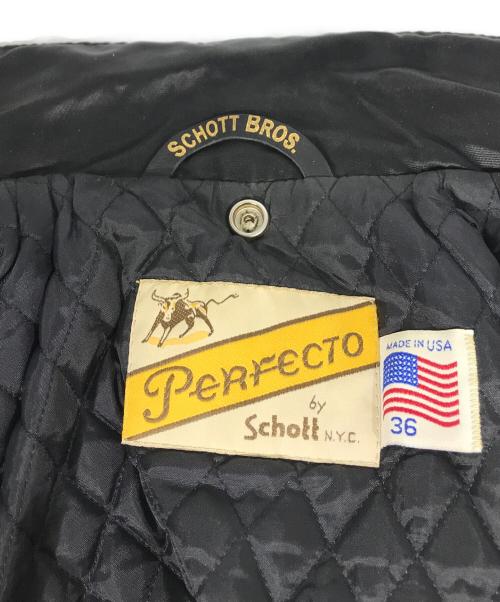 SCHOTT BROS.
PERFECTO
by
Schott N.Y.C.
MADE IN USA
36